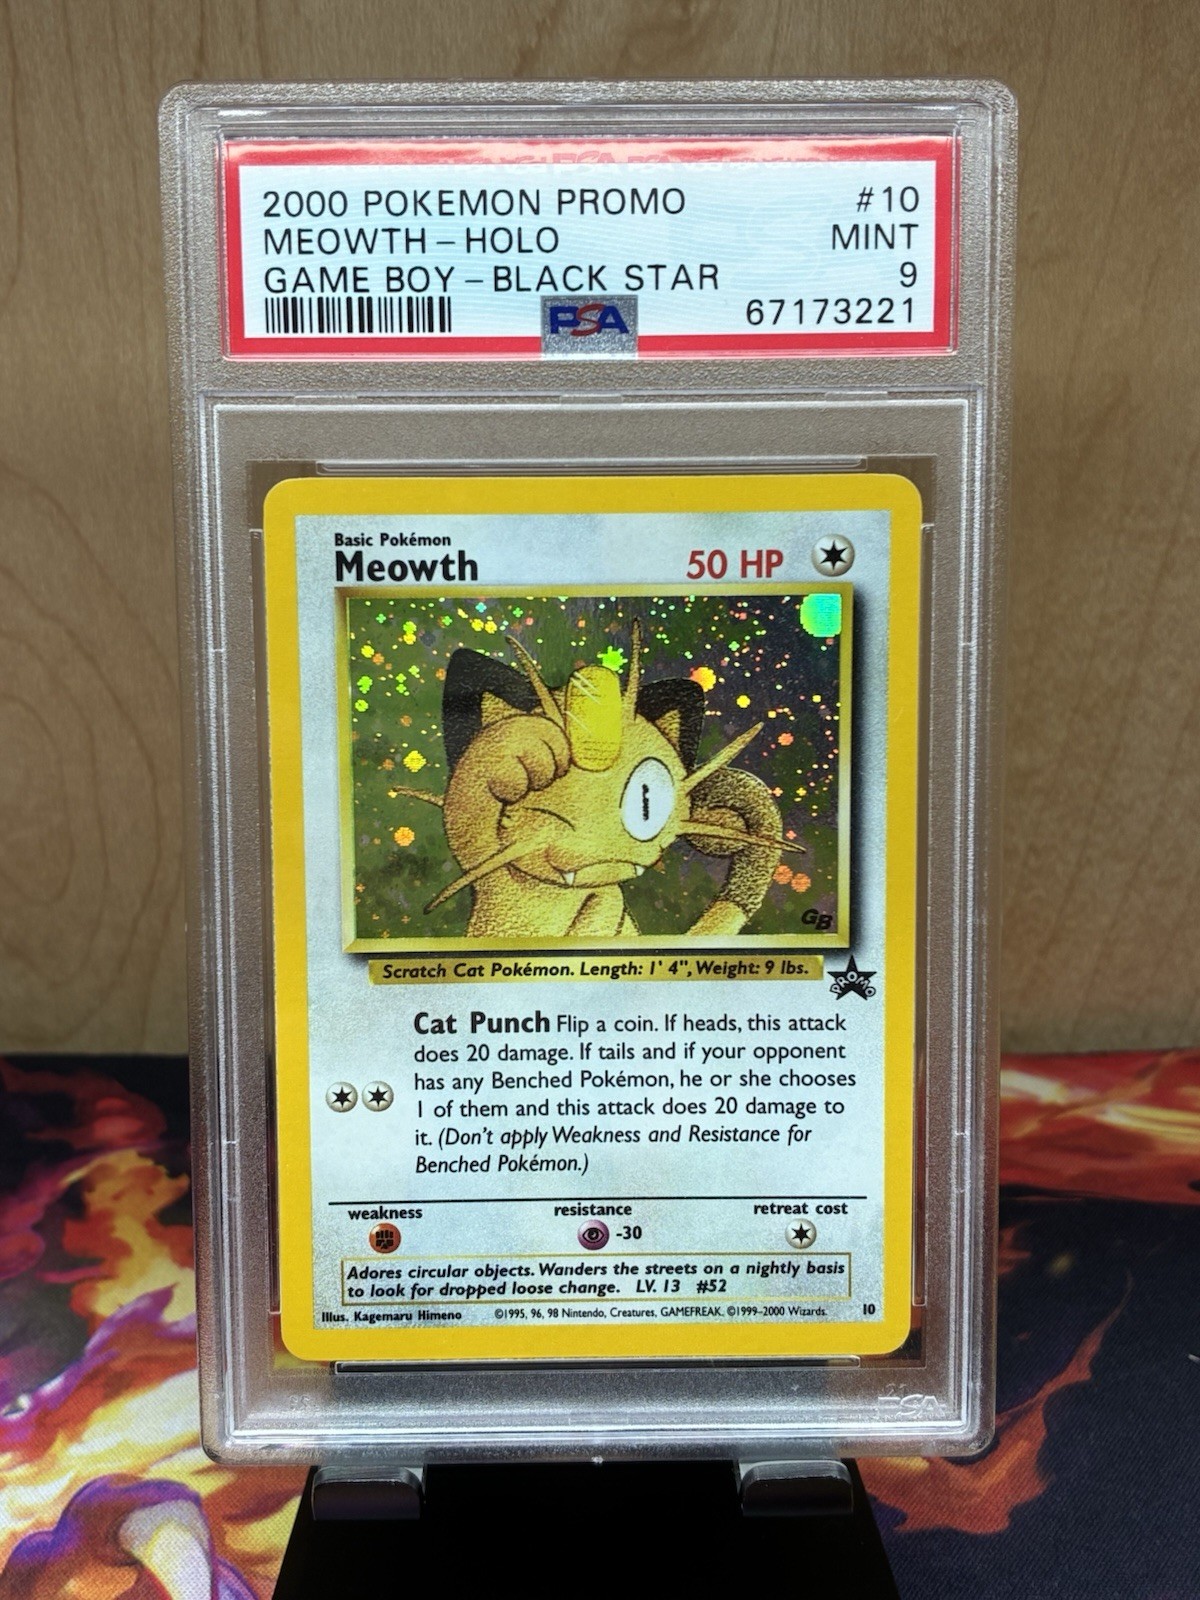 2000 POKEMON PROMO #10
MEOWTH - HOLO MINT
GAME BOY - BLACK STAR 9
PSA 67173221
Basic Pokémon
Meowth 50 HP
GB
Scratch Cat Pokémon. Length: 1' 4", Weight: 9 lbs.
PROMO
Cat Punch Flip a coin. If heads, this attack
does 20 damage. If tails and if your opponent
has any Benched Pokémon, he or she chooses
1 of them and this attack does 20 damage to
it. (Don't apply Weakness and Resistance for
Benched Pokémon.)
weakness resistance retreat cost
-30
Adores circular objects. Wanders the streets on a nightly basis
to look for dropped loose change. LV. 13 #52
Illus. Kagemaru Himeno ©1995, 96, 98 Nintendo, Creatures, GAMEFREAK. ©1999-2000 Wizards. 10
PSA